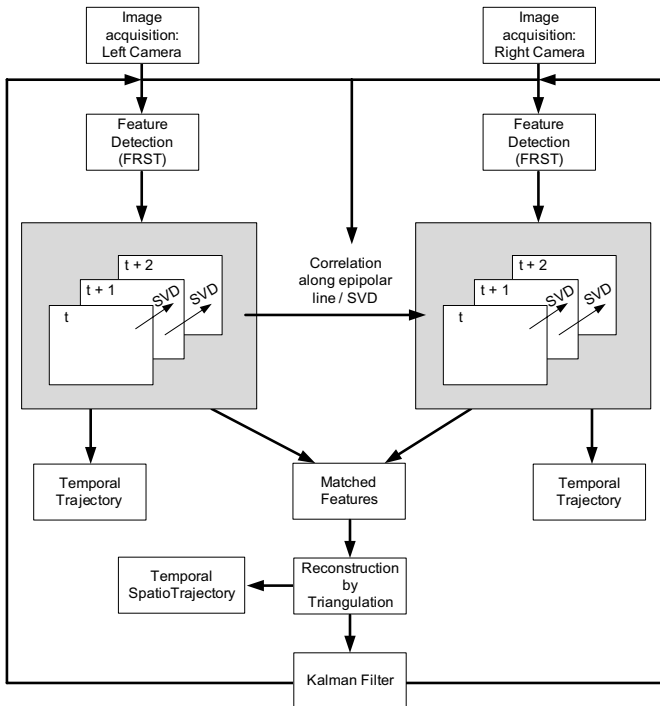 Image
acquisition:
Left Camera
Image
acquisition:
Right Camera
Feature
Detection
(FRST)
Feature
Detection
(FRST)
t + 2
t + 1
SVD
SVD
t
Correlation
along epipolar
line / SVD
t + 2
t + 1
SVD
SVD
t
Temporal
Trajectory
Matched
Features
Temporal
Trajectory
Temporal
SpatioTrajectory
Reconstruction
by
Triangulation
Kalman Filter